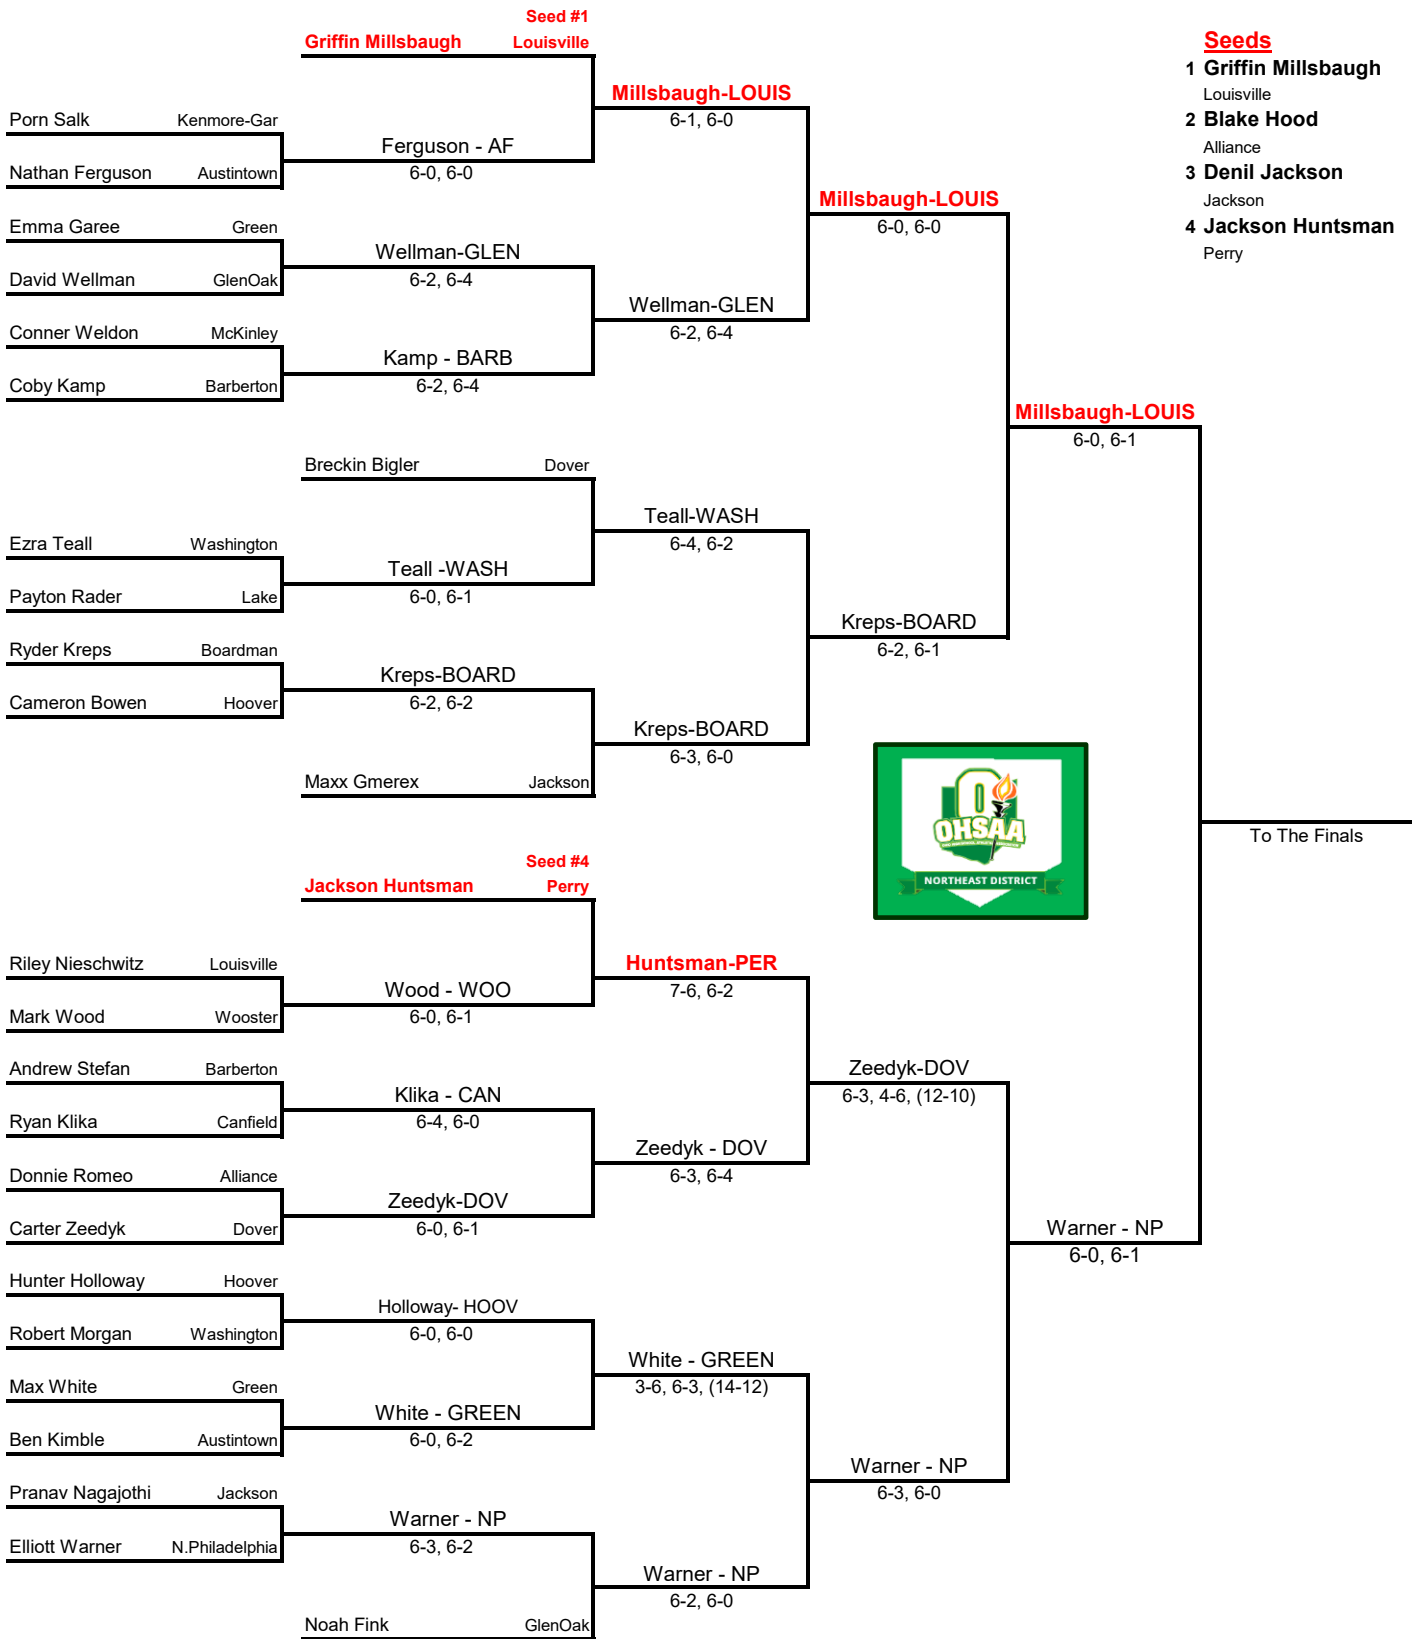 Seed #1
Griffin Millsbaugh Louisville
Seeds
1 Griffin Millsbaugh
Louisville
2 Blake Hood
Alliance
3 Denil Jackson
Jackson
4 Jackson Huntsman
Perry
Millsbaugh-LOUIS
6-1, 6-0
Porn Salk Kenmore-Gar
Ferguson - AF
6-0, 6-0
Nathan Ferguson Austintown
Millsbaugh-LOUIS
6-0, 6-0
Emma Garee Green
Wellman-GLEN
6-2, 6-4
David Wellman GlenOak
Wellman-GLEN
6-2, 6-4
Conner Weldon McKinley
Kamp - BARB
6-2, 6-4
Coby Kamp Barberton
Millsbaugh-LOUIS
6-0, 6-1
Breckin Bigler Dover
Teall-WASH
6-4, 6-2
Ezra Teall Washington
Teall -WASH
6-0, 6-1
Payton Rader Lake
Kreps-BOARD
6-2, 6-1
Ryder Kreps Boardman
Kreps-BOARD
6-2, 6-2
Cameron Bowen Hoover
Kreps-BOARD
6-3, 6-0
Maxx Gmerex Jackson
OHSAA
NORTHEAST DISTRICT
To The Finals
Seed #4
Jackson Huntsman Perry
Huntsman-PER
7-6, 6-2
Riley Nieschwitz Louisville
Wood - WOO
6-0, 6-1
Mark Wood Wooster
Zeedyk-DOV
6-3, 4-6, (12-10)
Andrew Stefan Barberton
Klika - CAN
6-4, 6-0
Ryan Klika Canfield
Zeedyk - DOV
6-3, 6-4
Donnie Romeo Alliance
Zeedyk-DOV
6-0, 6-1
Carter Zeedyk Dover
Warner - NP
6-0, 6-1
Hunter Holloway Hoover
Holloway- HOOV
6-0, 6-0
Robert Morgan Washington
White - GREEN
3-6, 6-3, (14-12)
Max White Green
White - GREEN
6-0, 6-2
Ben Kimble Austintown
Warner - NP
6-3, 6-0
Pranav Nagajothi Jackson
Warner - NP
6-3, 6-2
Elliott Warner N.Philadelphia
Warner - NP
6-2, 6-0
Noah Fink GlenOak